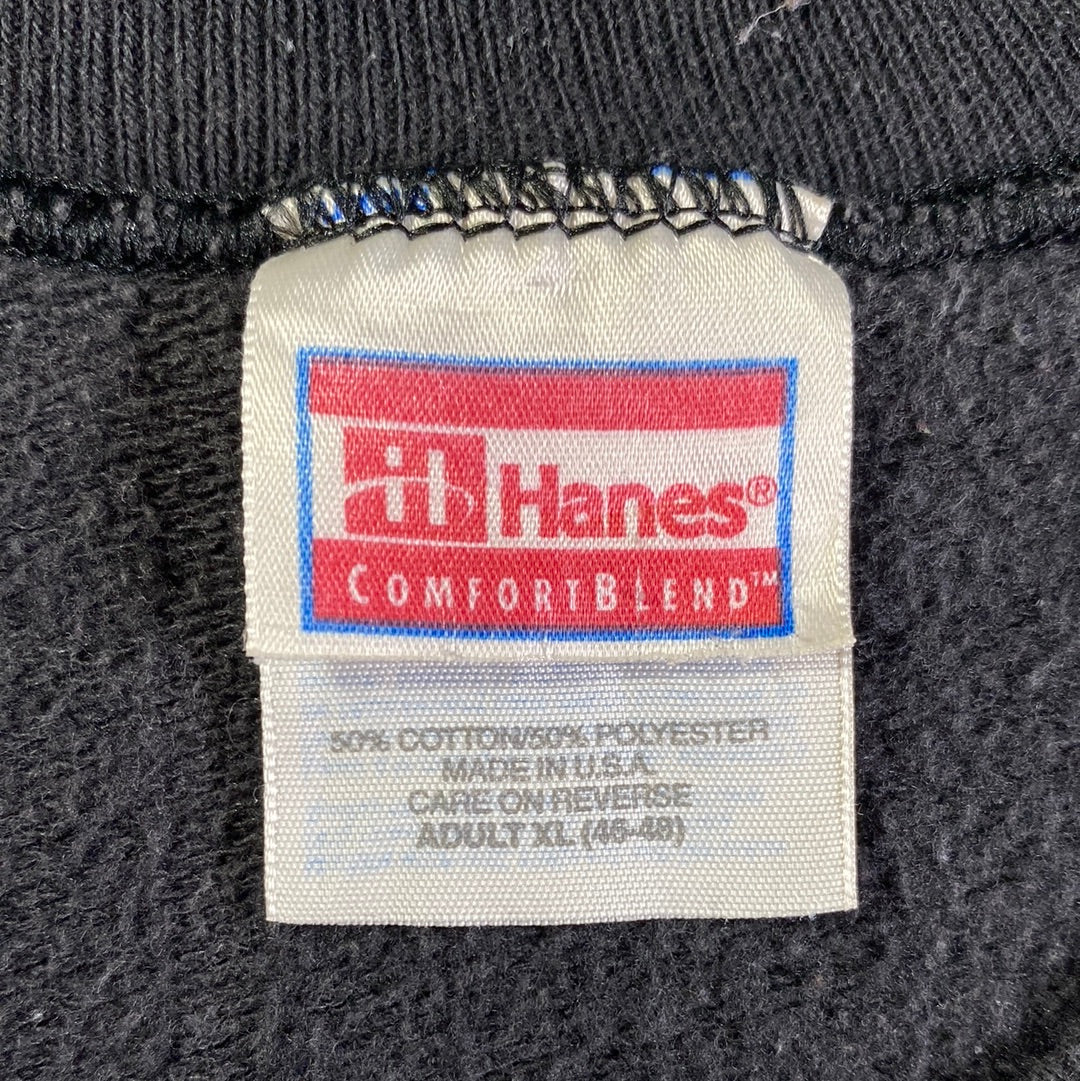 Hanes®
COMFORTBLEND™
50% COTTON/50% POLYESTER
MADE IN U.S.A.
CARE ON REVERSE
ADULT XL (46-48)